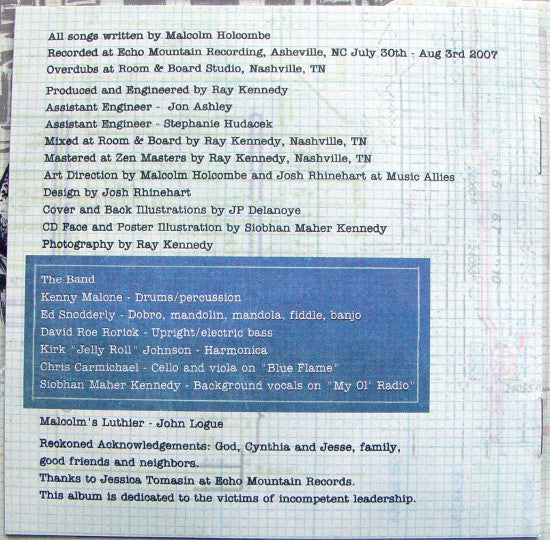 All songs written by Malcolm Holcombe
Recorded at Echo Mountain Recording, Asheville, NC July 30th - Aug 3rd 2007
Overdubs at Room & Board Studio, Nashville, TN
Produced and Engineered by Ray Kennedy
Assistant Engineer - Jon Ashley
Assistant Engineer - Stephanie Hudacek
Mixed at Room & Board by Ray Kennedy, Nashville, TN
Mastered at Zen Masters by Ray Kennedy, Nashville, TN
Art Direction by Malcolm Holcombe and Josh Rhinehart at Music Allies
Design by Josh Rhinehart
Cover and Back Illustrations by JP Delanoye
CD Face and Poster Illustration by Siobhan Maher Kennedy
Photography by Ray Kennedy
The Band
Kenny Malone - Drums/percussion
Ed Snodderly - Dobro, mandolin, mandola, fiddle, banjo
David Roe Rorick - Upright/electric bass
Kirk "Jelly Roll" Johnson - Harmonica
Chris Carmichael - Cello and viola on "Blue Flame"
Siobhan Maher Kennedy - Background vocals on "My Ol' Radio"
Malcolm's Luthier - John Logue
Reckoned Acknowledgements: God, Cynthia and Jesse, family,
good friends and neighbors.
Thanks to Jessica Tomasin at Echo Mountain Records.
This album is dedicated to the victims of incompetent leadership.